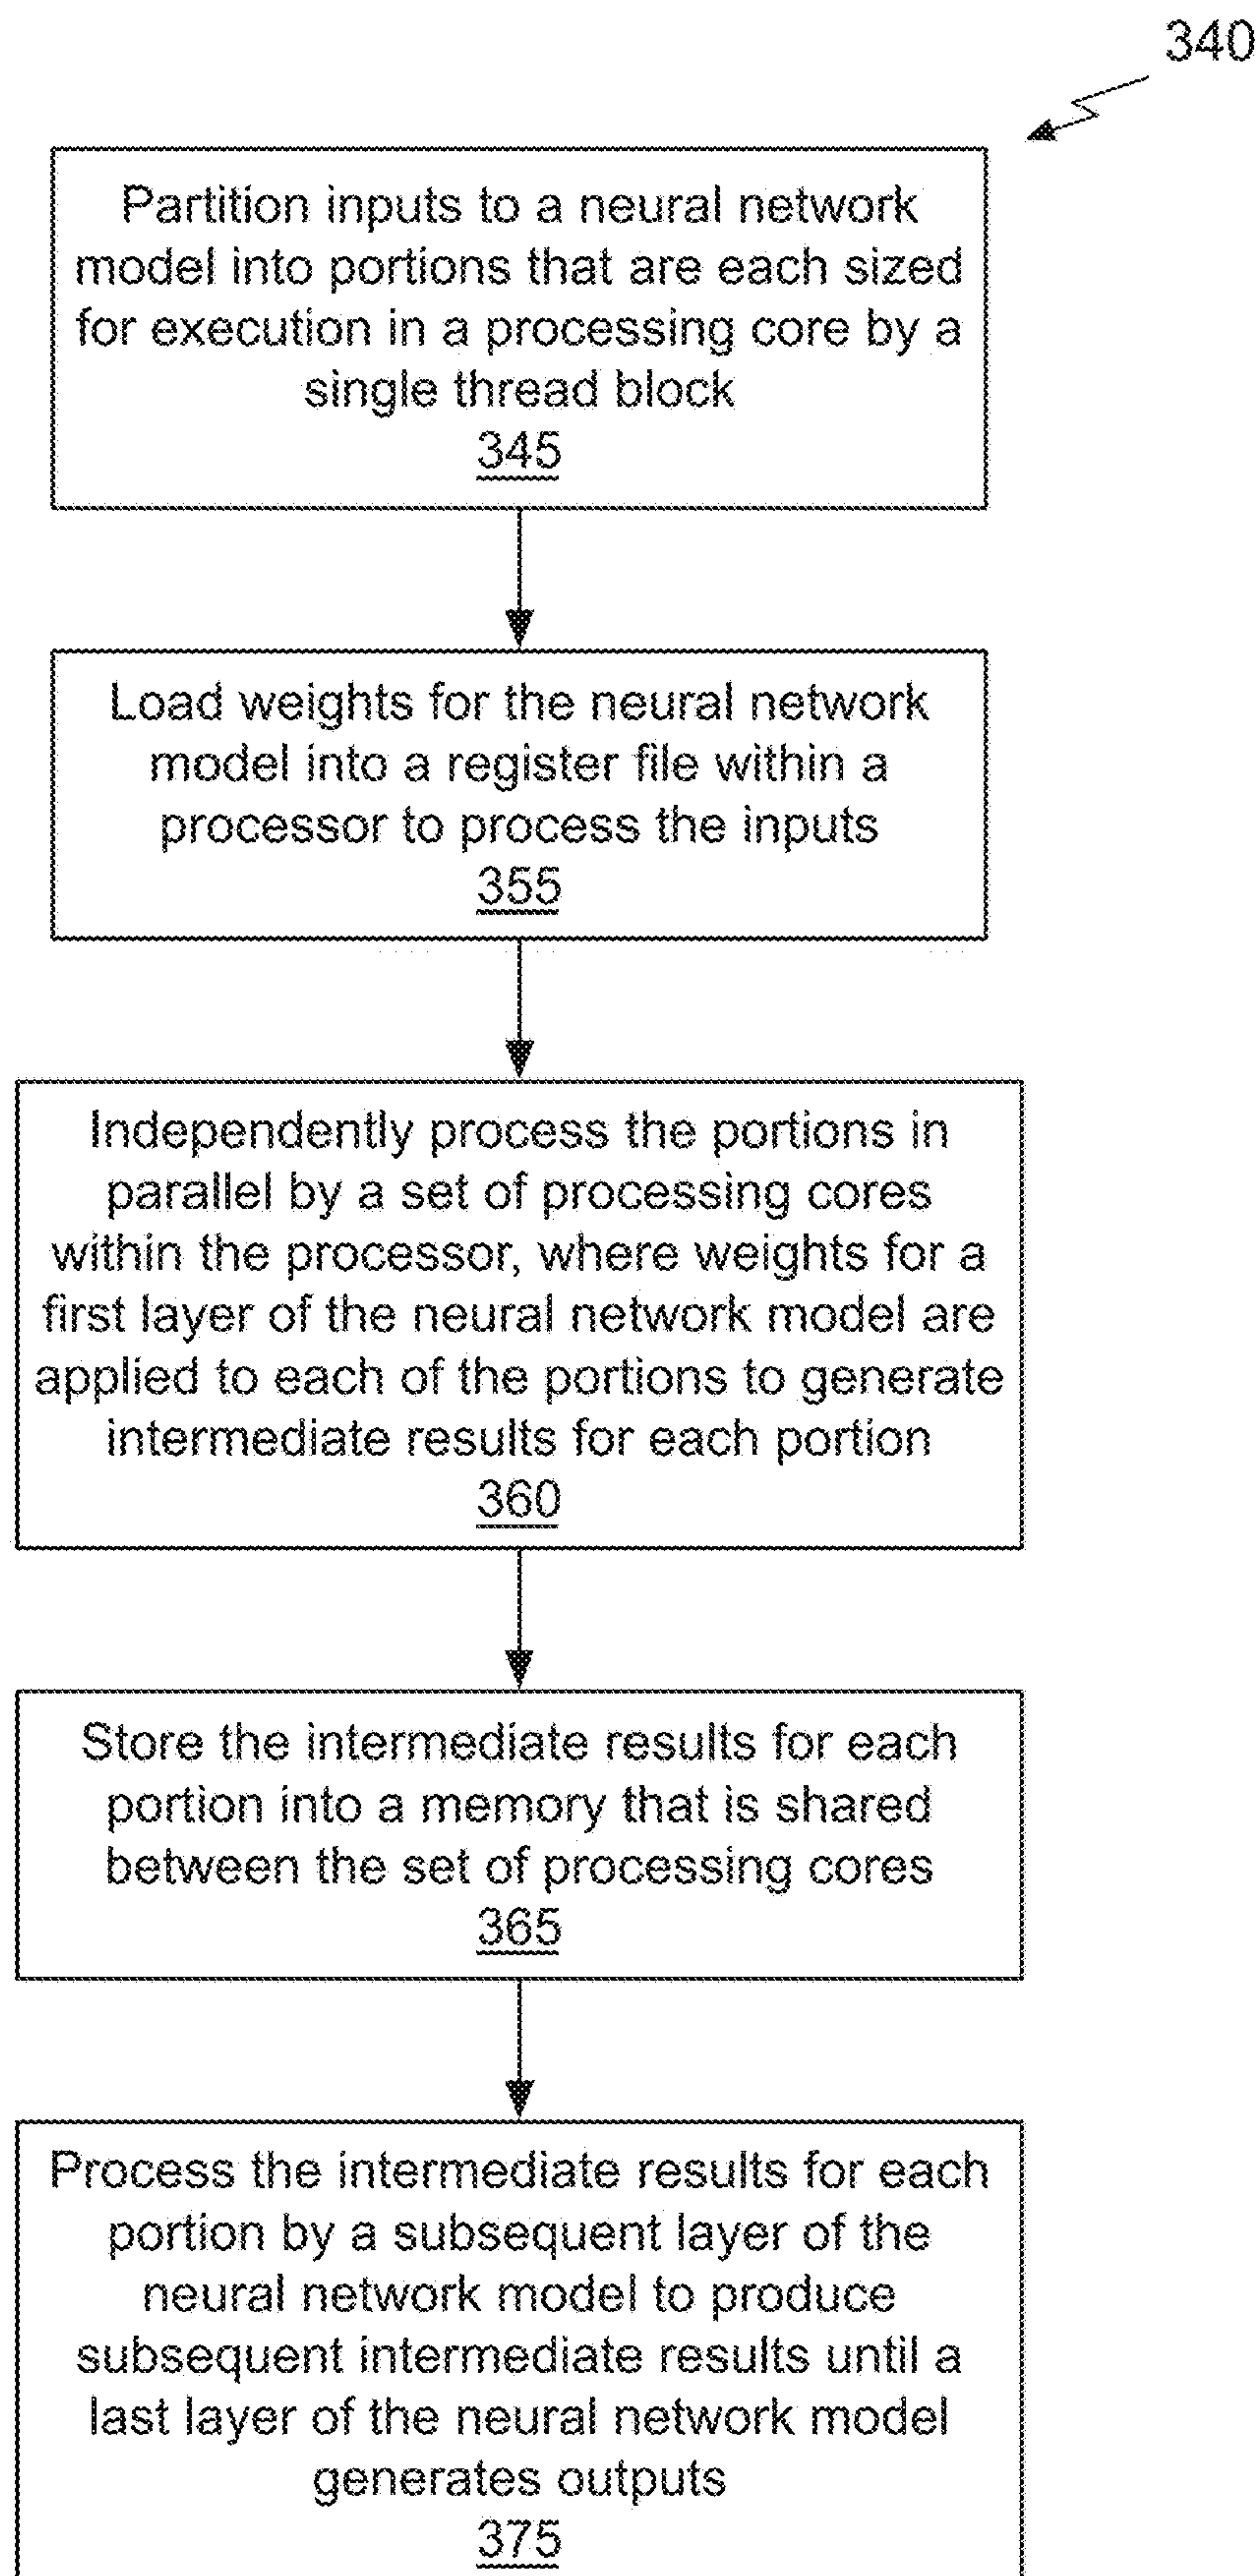 340
Partition inputs to a neural network
model into portions that are each sized
for execution in a processing core by a
single thread block
345
Load weights for the neural network
model into a register file within a
processor to process the inputs
355
Independently process the portions in
parallel by a set of processing cores
within the processor, where weights for a
first layer of the neural network model are
applied to each of the portions to generate
intermediate results for each portion
360
Store the intermediate results for each
portion into a memory that is shared
between the set of processing cores
365
Process the intermediate results for each
portion by a subsequent layer of the
neural network model to produce
subsequent intermediate results until a
last layer of the neural network model
generates outputs
375